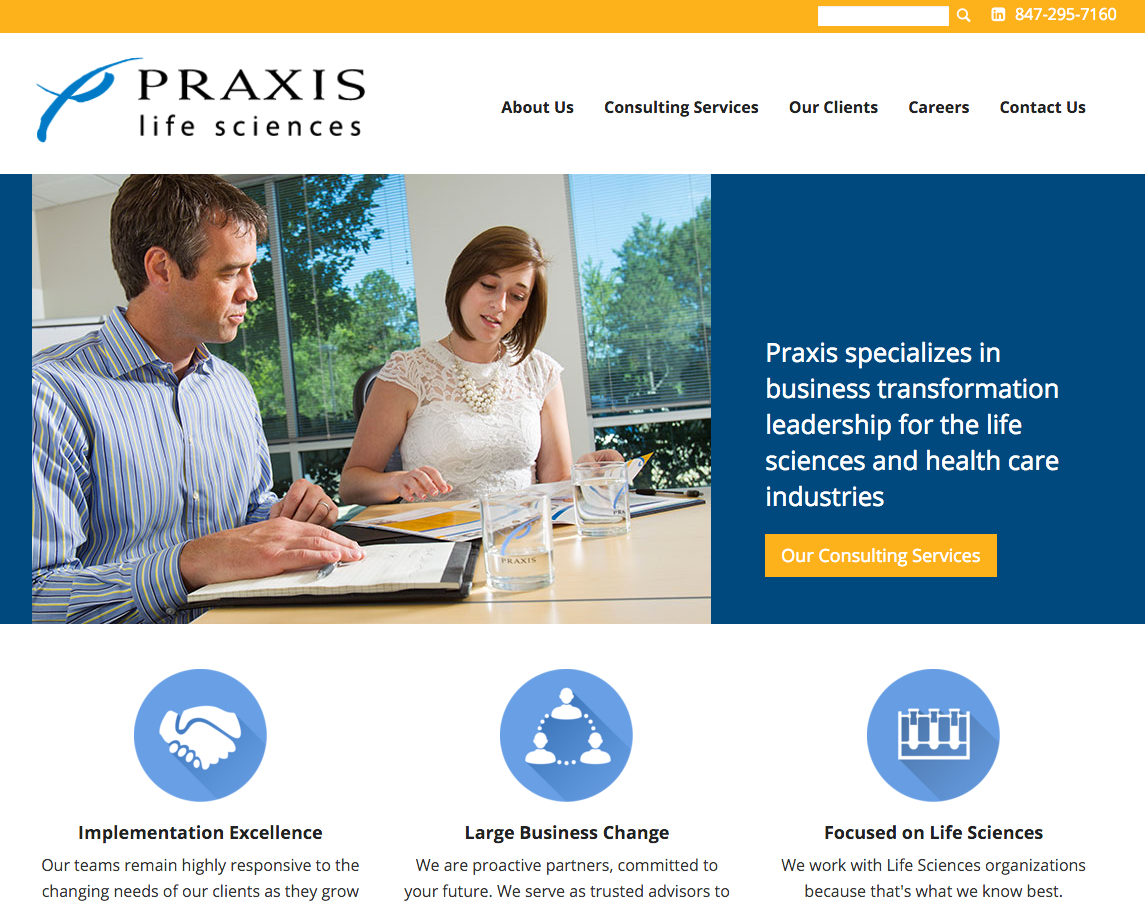 847-295-7160
PRAXIS
life sciences
About Us Consulting Services Our Clients Careers Contact Us
Praxis specializes in
business transformation
leadership for the life
sciences and health care
industries
Our Consulting Services
PRAXIS
PRA
Implementation Excellence
Our teams remain highly responsive to the
changing needs of our clients as they grow
Large Business Change
We are proactive partners, committed to
your future. We serve as trusted advisors to
Focused on Life Sciences
We work with Life Sciences organizations
because that's what we know best.